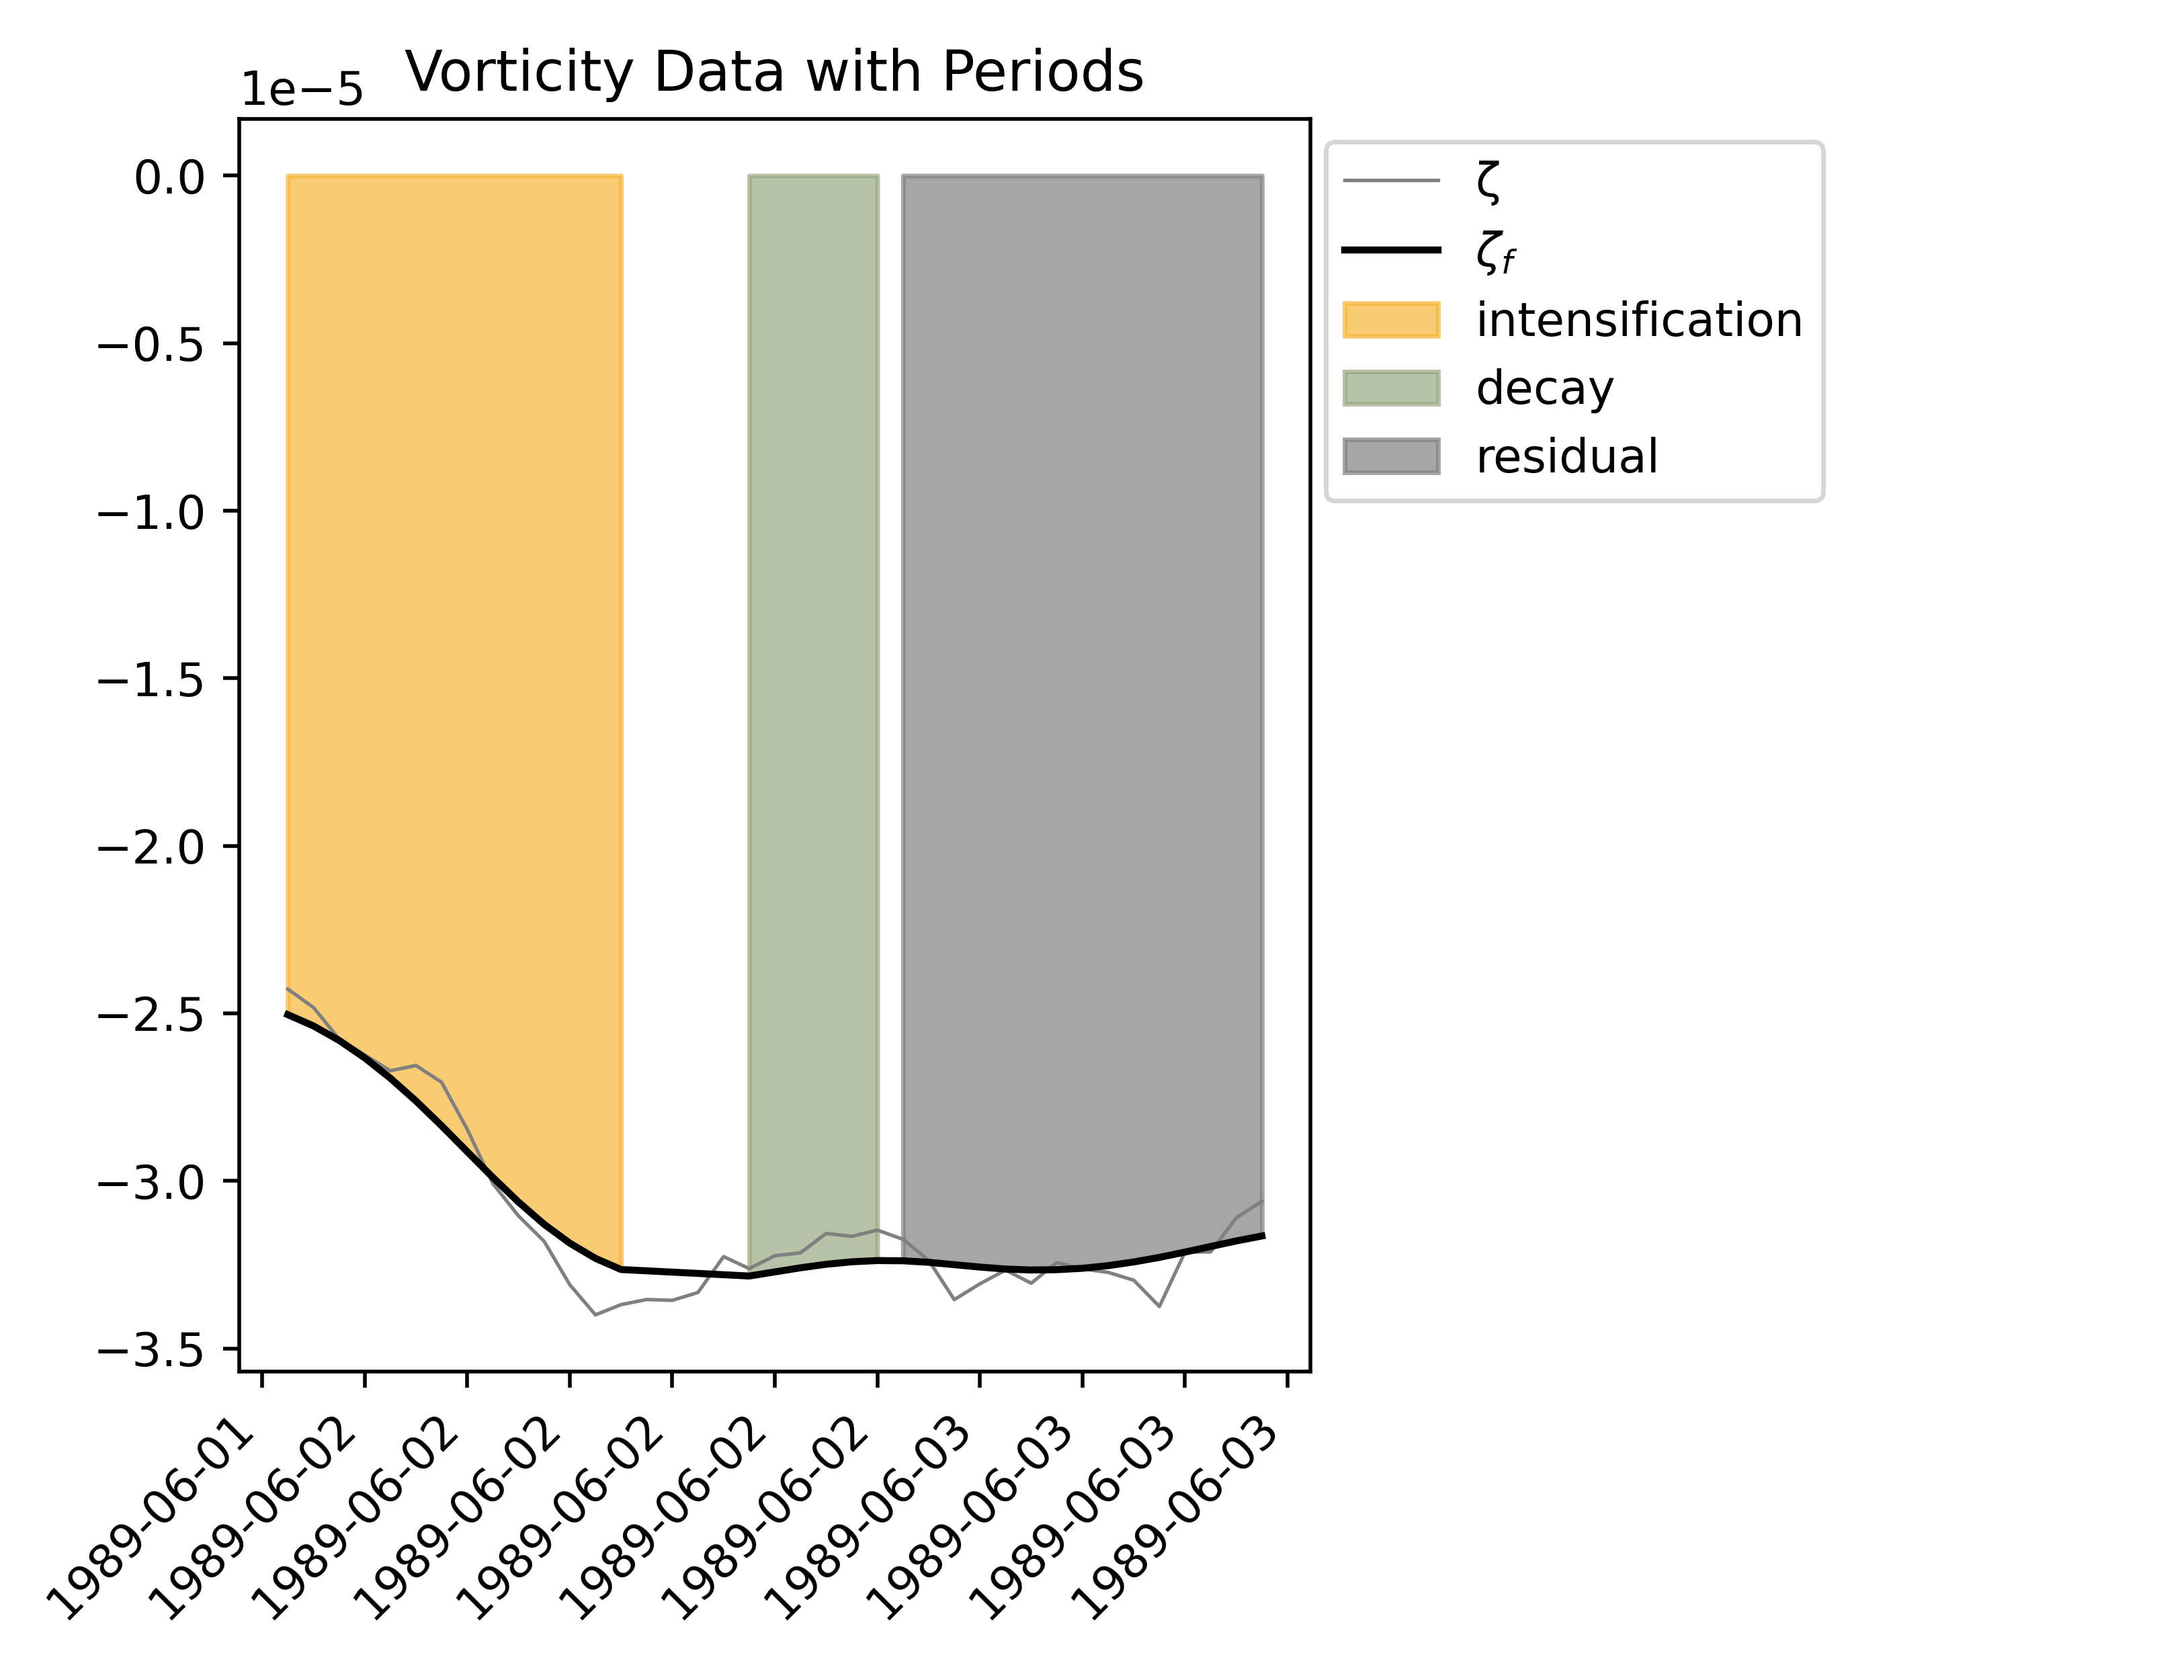 Vorticity Data with Periods
1e−5
0.0
−0.5
−1.0
−1.5
−2.0
−2.5
−3.0
−3.5
1989-06-01
1989-06-02
1989-06-02
1989-06-02
1989-06-02
1989-06-02
1989-06-02
1989-06-03
1989-06-03
1989-06-03
1989-06-03
ζ
ζf
intensification
decay
residual